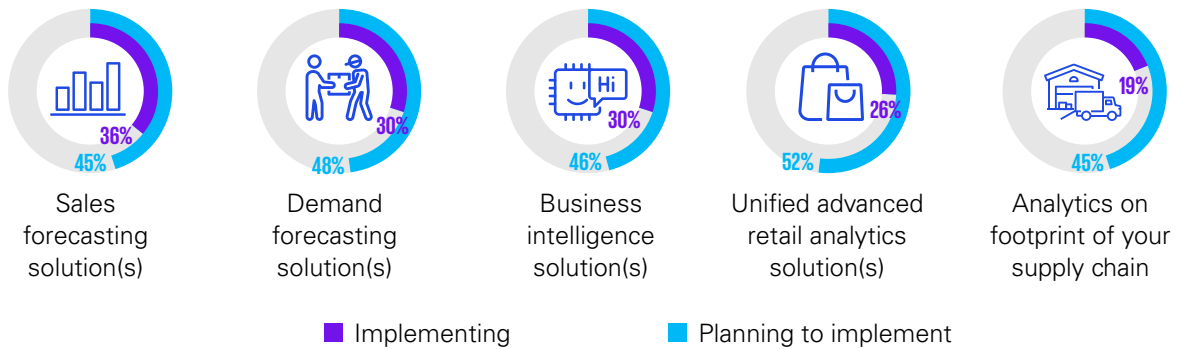 Hi
36%
45%
Sales
forecasting
solution(s)
30%
48%
Demand
forecasting
solution(s)
30%
46%
Business
intelligence
solution(s)
26%
52%
Unified advanced
retail analytics
solution(s)
19%
45%
Analytics on
footprint of your
supply chain
Implementing
Planning to implement